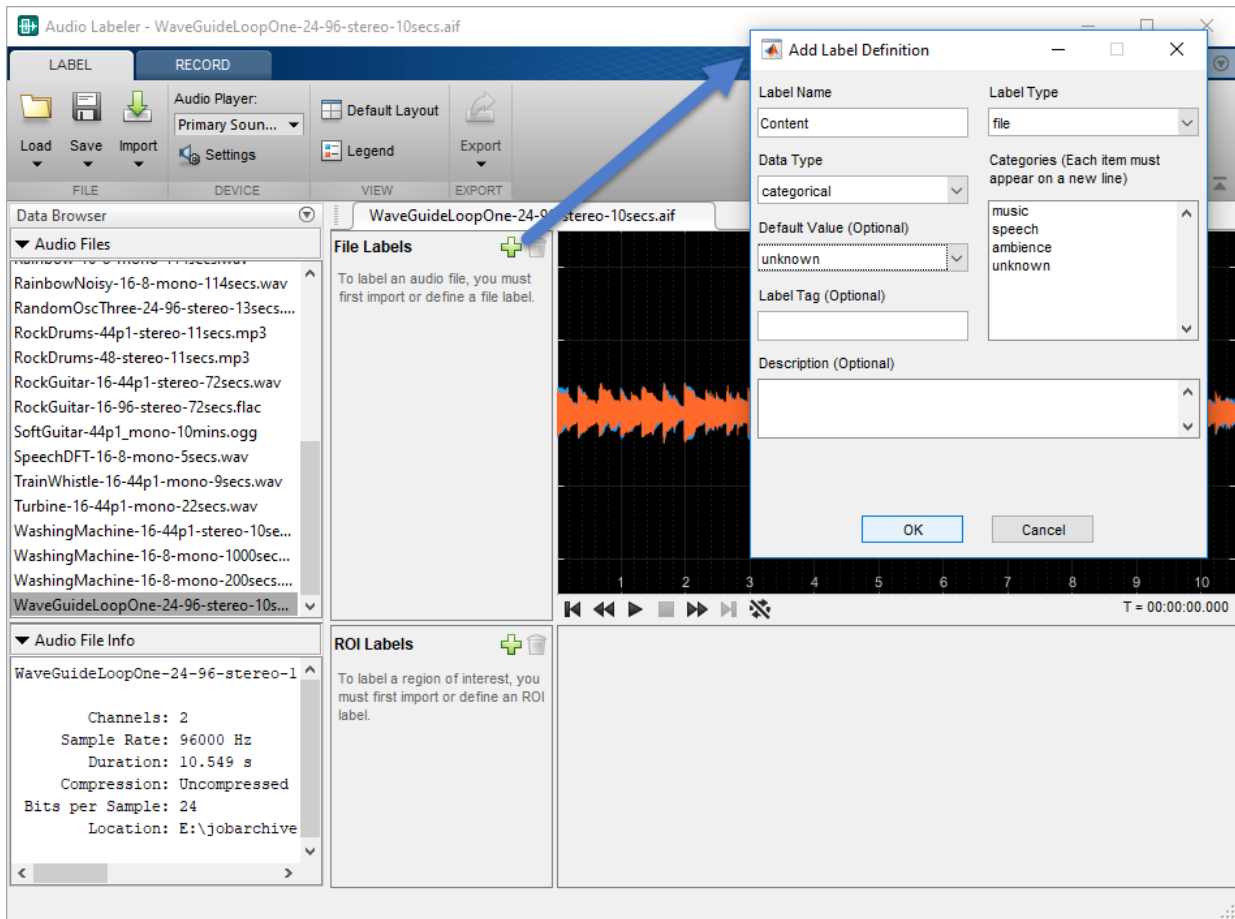 Audio Labeler - WaveGuideLoopOne-24-96-stereo-10secs.aif
LABEL
RECORD
Load
Save
Import
FILE
Audio Player:
Primary Soun...
Settings
DEVICE
Default Layout
Legend
VIEW
Export
EXPORT
Data Browser
Audio Files
RainbowNoisy-16-8-mono-114secs.wav
RandomOscThree-24-96-stereo-13secs....
RockDrums-44p1-stereo-11secs.mp3
RockDrums-48-stereo-11secs.mp3
RockGuitar-16-44p1-stereo-72secs.wav
RockGuitar-16-96-stereo-72secs.flac
SoftGuitar-44p1_mono-10mins.ogg
SpeechDFT-16-8-mono-5secs.wav
TrainWhistle-16-44p1-mono-9secs.wav
Turbine-16-44p1-mono-22secs.wav
WashingMachine-16-44p1-stereo-10se...
WashingMachine-16-8-mono-1000sec...
WashingMachine-16-8-mono-200secs....
WaveGuideLoopOne-24-96-stereo-10s...
Audio File Info
WaveGuideLoopOne-24-96-stereo-1
Channels: 2
Sample Rate: 96000 Hz
Duration: 10.549 s
Compression: Uncompressed
Bits per Sample: 24
Location: E:\jobarchive
WaveGuideLoopOne-24-96-stereo-10secs.aif
File Labels
To label an audio file, you must
first import or define a file label.
1 2 3 4 5 6 7 8 9 10
T = 00:00:00.000
ROI Labels
To label a region of interest, you
must first import or define an ROI
label.
Add Label Definition
Label Name
Content
Label Type
file
Data Type
categorical
Categories (Each item must
appear on a new line)
music
speech
ambience
unknown
Default Value (Optional)
unknown
Label Tag (Optional)
Description (Optional)
OK
Cancel